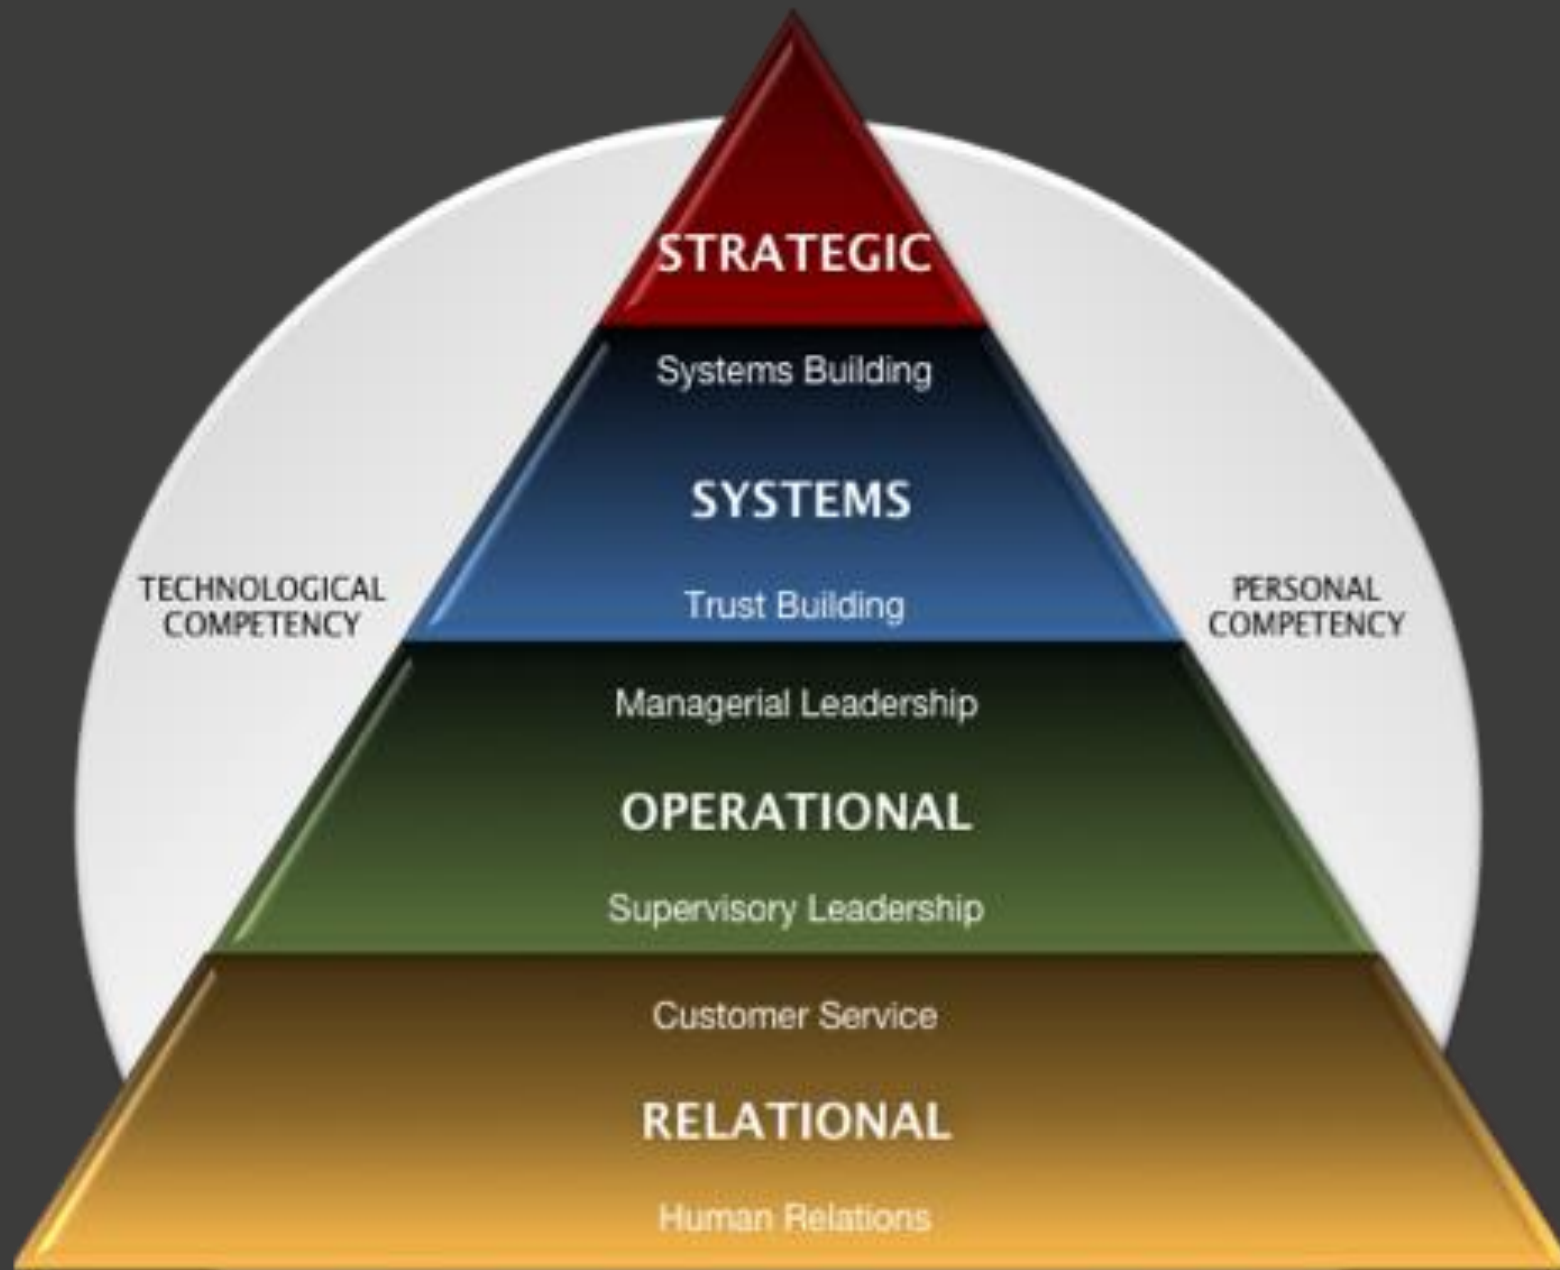 STRATEGIC
Systems Building
SYSTEMS
TECHNOLOGICAL
COMPETENCY
PERSONAL
COMPETENCY
Trust Building
Managerial Leadership
OPERATIONAL
Supervisory Leadership
Customer Service
RELATIONAL
Human Relations